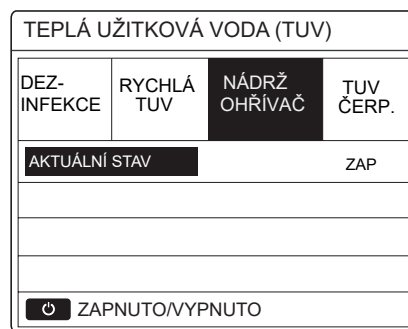 TEPLÁ UŽITKOVÁ VODA (TUV)
DEZ-
INFEKCE
RYCHLÁ
TUV
NÁDRŽ
OHŘÍVAČ
TUV
ČERP.
AKTUÁLNÍ STAV ZAP
ZAPNUTO/VYPNUTO